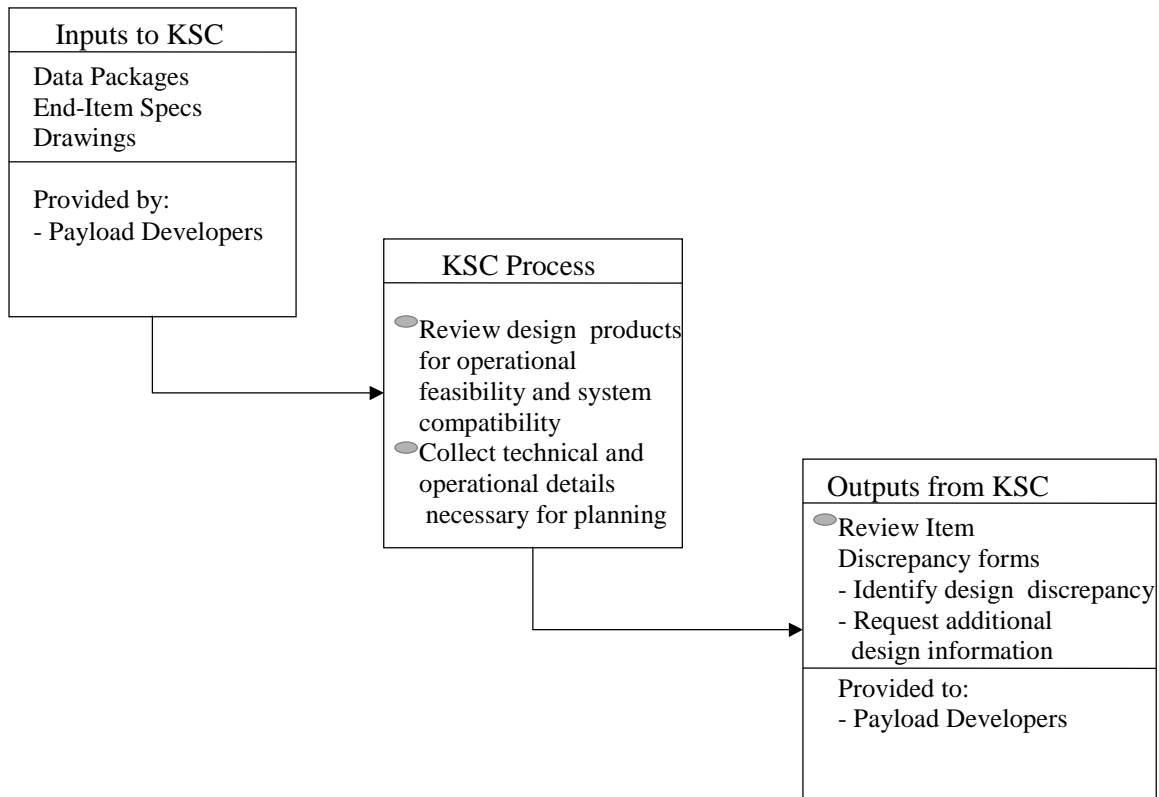 Inputs to KSC
Data Packages
End-Item Specs
Drawings
Provided by:
- Payload Developers
KSC Process
Review design products
for operational
feasibility and system
compatibility
Collect technical and
operational details
necessary for planning
Outputs from KSC
Review Item
Discrepancy forms
- Identify design discrepancy
- Request additional
design information
Provided to:
- Payload Developers